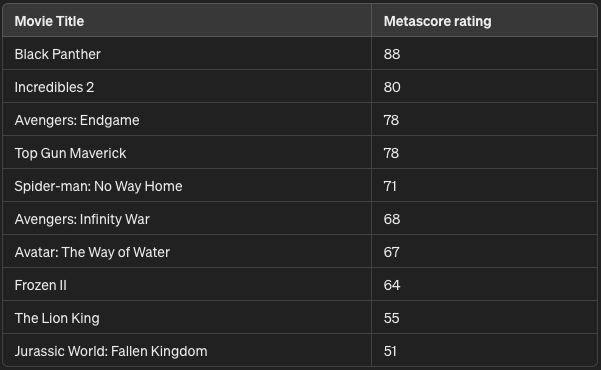 Movie Title Metascore rating
Black Panther 88
Incredibles 2 80
Avengers: Endgame 78
Top Gun Maverick 78
Spider-man: No Way Home 71
Avengers: Infinity War 68
Avatar: The Way of Water 67
Frozen II 64
The Lion King 55
Jurassic World: Fallen Kingdom 51